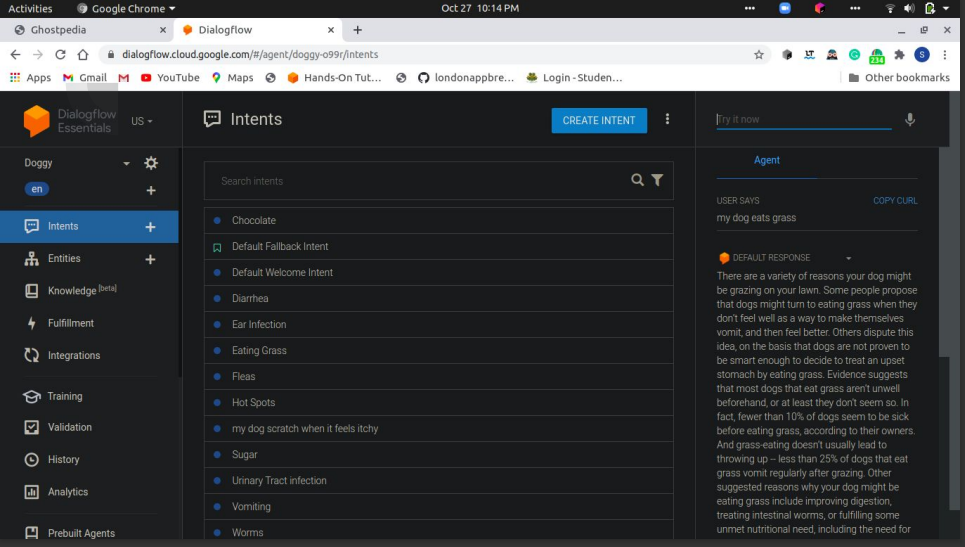 Activities
Google Chrome
Oct 27 10:14 PM
Ghostpedia
Dialogflow
dialogflow.cloud.google.com/#/agent/doggy-o99r/intents
234
S
Apps
Gmail
YouTube
Maps
Hands-On Tut...
londonappbre...
Login - Studen...
Other bookmarks
Dialogflow
Essentials
US
Intents
CREATE INTENT
Try it now
Doggy
en
Intents
Entities
Knowledge [beta]
Fulfillment
Integrations
Training
Validation
History
Analytics
Prebuilt Agents
Search intents
Chocolate
Default Fallback Intent
Default Welcome Intent
Diarrhea
Ear Infection
Eating Grass
Fleas
Hot Spots
my dog scratch when it feels itchy
Sugar
Urinary Tract infection
Vomiting
Worms
Agent
USER SAYS
COPY CURL
my dog eats grass
DEFAULT RESPONSE
There are a variety of reasons your dog might
be grazing on your lawn. Some people propose
that dogs might turn to eating grass when they
don't feel well as a way to make themselves
vomit, and then feel better. Others dispute this
idea, on the basis that dogs are not proven to
be smart enough to decide to treat an upset
stomach by eating grass. Evidence suggests
that most dogs that eat grass aren't unwell
beforehand, or at least they don't seem so. In
fact, fewer than 10% of dogs seem to be sick
before eating grass, according to their owners.
And grass-eating doesn't usually lead to
throwing up – less than 25% of dogs that eat
grass vomit regularly after grazing. Other
suggested reasons why your dog might be
eating grass include improving digestion,
treating intestinal worms, or fulfilling some
unmet nutritional need, including the need for